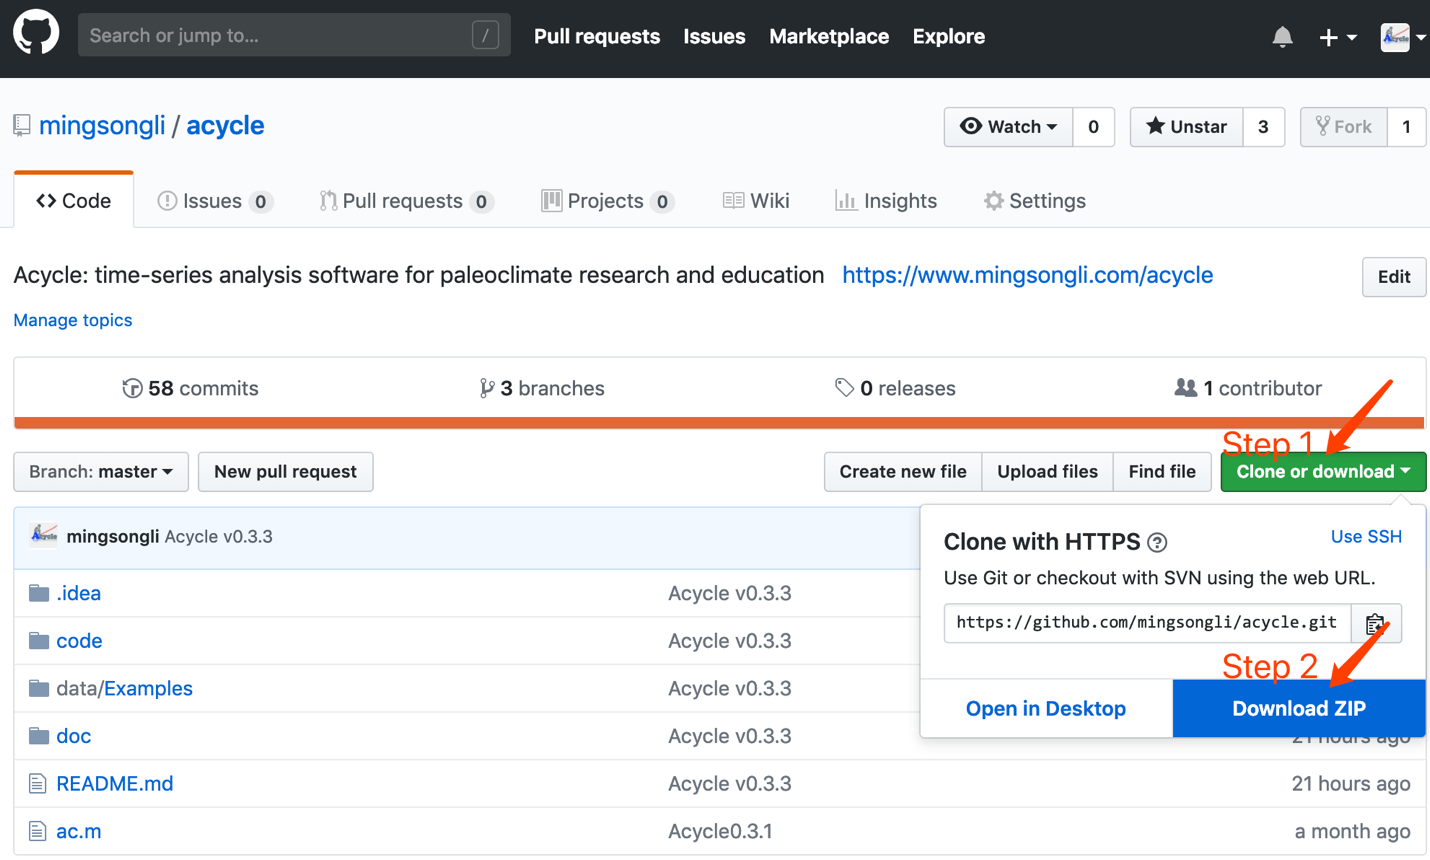 Search or jump to... / Pull requests Issues Marketplace Explore
mingsongli / acycle Watch 0 Unstar 3 Fork 1
Code Issues 0 Pull requests 0 Projects 0 Wiki Insights Settings
Acycle: time-series analysis software for paleoclimate research and education https://www.mingsongli.com/acycle Edit
Manage topics
58 commits 3 branches 0 releases 1 contributor
Step 1
Branch: master New pull request Create new file Upload files Find file Clone or download
Acycle mingsongli Acycle v0.3.3
Clone with HTTPS ? Use SSH
Use Git or checkout with SVN using the web URL.
https://github.com/mingsongli/acycle.git
Step 2
Open in Desktop Download ZIP
.idea Acycle v0.3.3
code Acycle v0.3.3
data/Examples Acycle v0.3.3
doc Acycle v0.3.3 21 hours ago
README.md Acycle v0.3.3 21 hours ago
ac.m Acycle0.3.1 a month ago